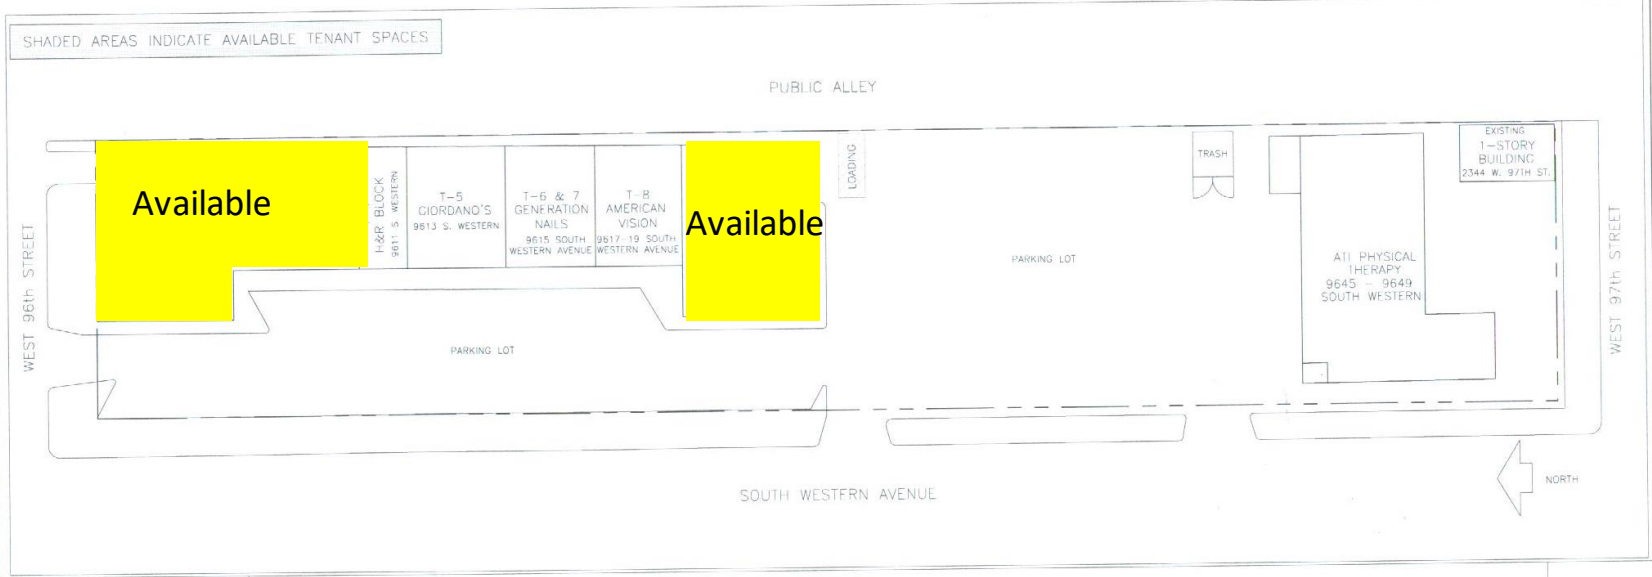 SHADED AREAS INDICATE AVAILABLE TENANT SPACES
PUBLIC ALLEY
WEST 96th STREET
Available
H&R BLOCK
9611 S. WESTERN
T-5
GIORDANO'S
9613 S. WESTERN
T-6 & 7
GENERATION
NAILS
9615 SOUTH
WESTERN AVENUE
T-8
AMERICAN
VISION
9617-19 SOUTH
WESTERN AVENUE
Available
LOADING
PARKING LOT
TRASH
ATI PHYSICAL
THERAPY
9645 - 9649
SOUTH WESTERN
EXISTING
1-STORY
BUILDING
2344 W. 97TH ST.
WEST 97th STREET
PARKING LOT
SOUTH WESTERN AVENUE
NORTH